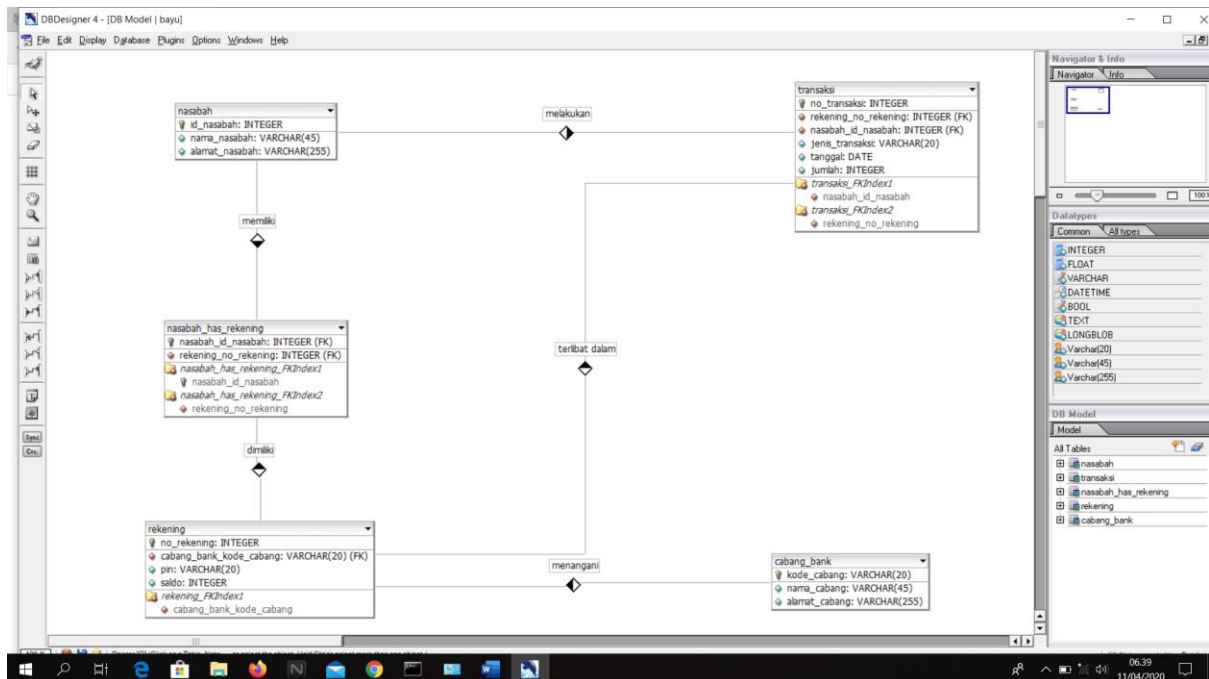 DBDesigner 4 - [DB Model | bayu]
File Edit Display Database Plugins Options Windows Help
nasabah
id_nasabah: INTEGER
nama_nasabah: VARCHAR(45)
alamat_nasabah: VARCHAR(255)
melakukan
transaksi
no_transaksi: INTEGER
rekening_no_rekening: INTEGER (FK)
nasabah_id_nasabah: INTEGER (FK)
jenis_transaksi: VARCHAR(20)
tanggal: DATE
jumlah: INTEGER
transaksi_FKIndex1
nasabah_id_nasabah
transaksi_FKIndex2
rekening_no_rekening
memiliki
nasabah_has_rekening
nasabah_id_nasabah: INTEGER (FK)
rekening_no_rekening: INTEGER (FK)
nasabah_has_rekening_FKIndex1
nasabah_id_nasabah
nasabah_has_rekening_FKIndex2
rekening_no_rekening
terlibat dalam
dimiliki
rekening
no_rekening: INTEGER
cabang_bank_kode_cabang: VARCHAR(20) (FK)
pin: VARCHAR(20)
saldo: INTEGER
rekening_FKIndex1
cabang_bank_kode_cabang
menangani
cabang_bank
kode_cabang: VARCHAR(20)
nama_cabang: VARCHAR(45)
alamat_cabang: VARCHAR(255)
Navigator & Info
Navigator Info
Datatypes
Common All types
INTEGER
FLOAT
VARCHAR
DATETIME
BOOL
TEXT
LONGBLOB
Varchar(20)
Varchar(45)
Varchar(255)
DB Model
Model
All Tables
nasabah
transaksi
nasabah_has_rekening
rekening
cabang_bank
Sync
06.39
11/04/2020